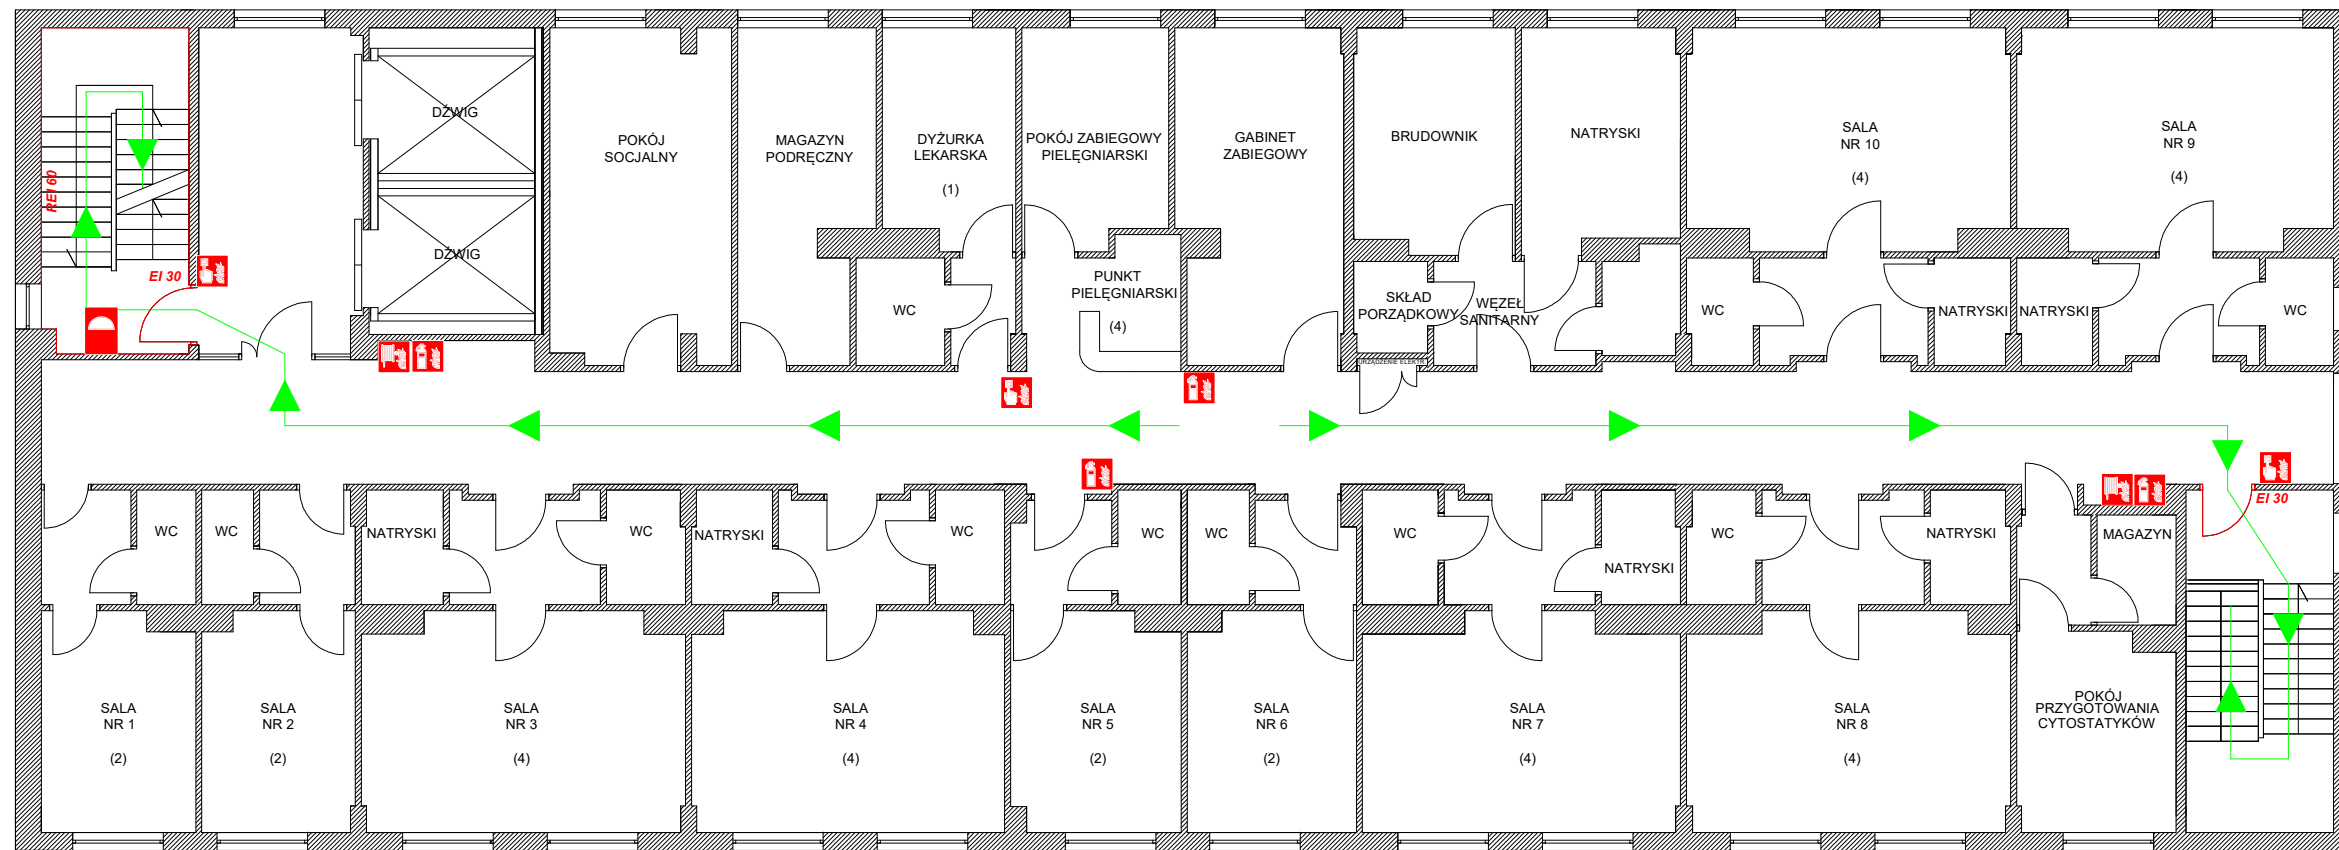 DŹWIG
POKÓJ
SOCJALNY
MAGAZYN
PODRĘCZNY
DYŻURKA
LEKARSKA
(1)
POKÓJ ZABIEGOWY
PIELĘGNIARSKI
GABINET
ZABIEGOWY
BRUDOWNIK
NATRYSKI
SALA
NR 10
(4)
SALA
NR 9
(4)
REI 60
EI 30
DŹWIG
WC
PUNKT
PIELĘGNIARSKI
(4)
SKŁAD
PORZĄDKOWY
WĘZEŁ
SANITARNY
WC
NATRYSKI
NATRYSKI
WC
URZĄDZENIE ELEKTR.
EI 30
WC
WC
NATRYSKI
WC
NATRYSKI
WC
WC
WC
WC
NATRYSKI
WC
NATRYSKI
MAGAZYN
SALA
NR 1
(2)
SALA
NR 2
(2)
SALA
NR 3
(4)
SALA
NR 4
(4)
SALA
NR 5
(2)
SALA
NR 6
(2)
SALA
NR 7
(4)
SALA
NR 8
(4)
POKÓJ
PRZYGOTOWANIA
CYTOSTATYKÓW